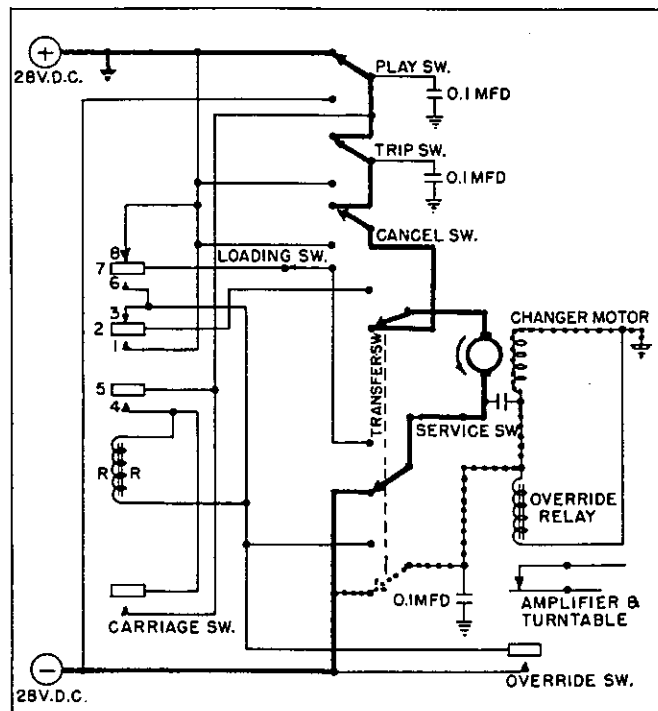 +
28V.D.C.
PLAY SW.
0.1 MFD
TRIP SW.
0.1 MFD
CANCEL SW.
8
7
LOADING SW.
6
3
2
1
CHANGER MOTOR
TRANSFER SW.
5
4
SERVICE SW.
R R
OVERRIDE
RELAY
0.1 MFD
AMPLIFIER &
TURNTABLE
CARRIAGE SW.
−
28V.D.C.
OVERRIDE SW.